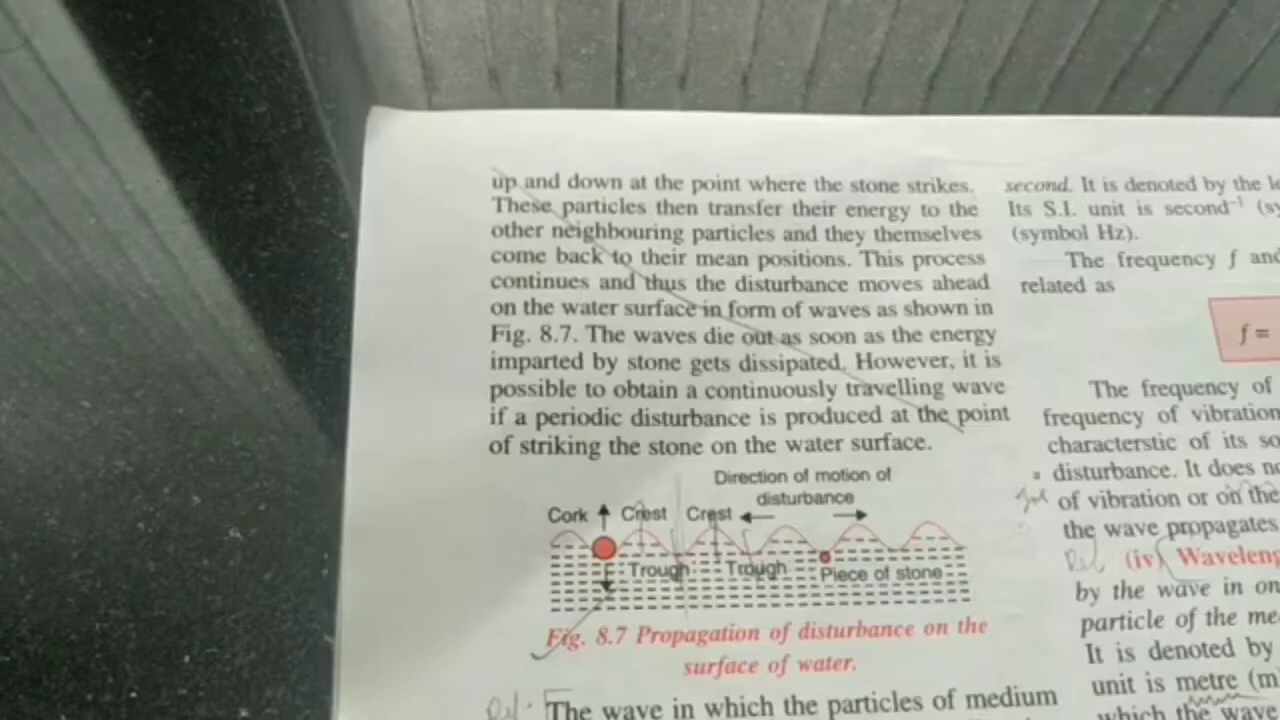 up and down at the point where the stone strikes.
These particles then transfer their energy to the
other neighbouring particles and they themselves
come back to their mean positions. This process
continues and thus the disturbance moves ahead
on the water surface in form of waves as shown in
Fig. 8.7. The waves die out as soon as the energy
imparted by stone gets dissipated. However, it is
possible to obtain a continuously travelling wave
if a periodic disturbance is produced at the point
of striking the stone on the water surface.
Direction of motion of
disturbance
Cork Crest Crest
Trough Trough Piece of stone
Fig. 8.7 Propagation of disturbance on the
surface of water.
The wave in which the particles of medium
second. It is denoted by the
Its S.I. unit is second⁻¹
(symbol Hz).
The frequency f and
related as
f =
The frequency of
frequency of vibration
characterstic of its
disturbance. It does
of vibration or on the
the wave propagates
(iv)
by the wave in
particle of the
It is denoted by
unit is metre (m
which the wave